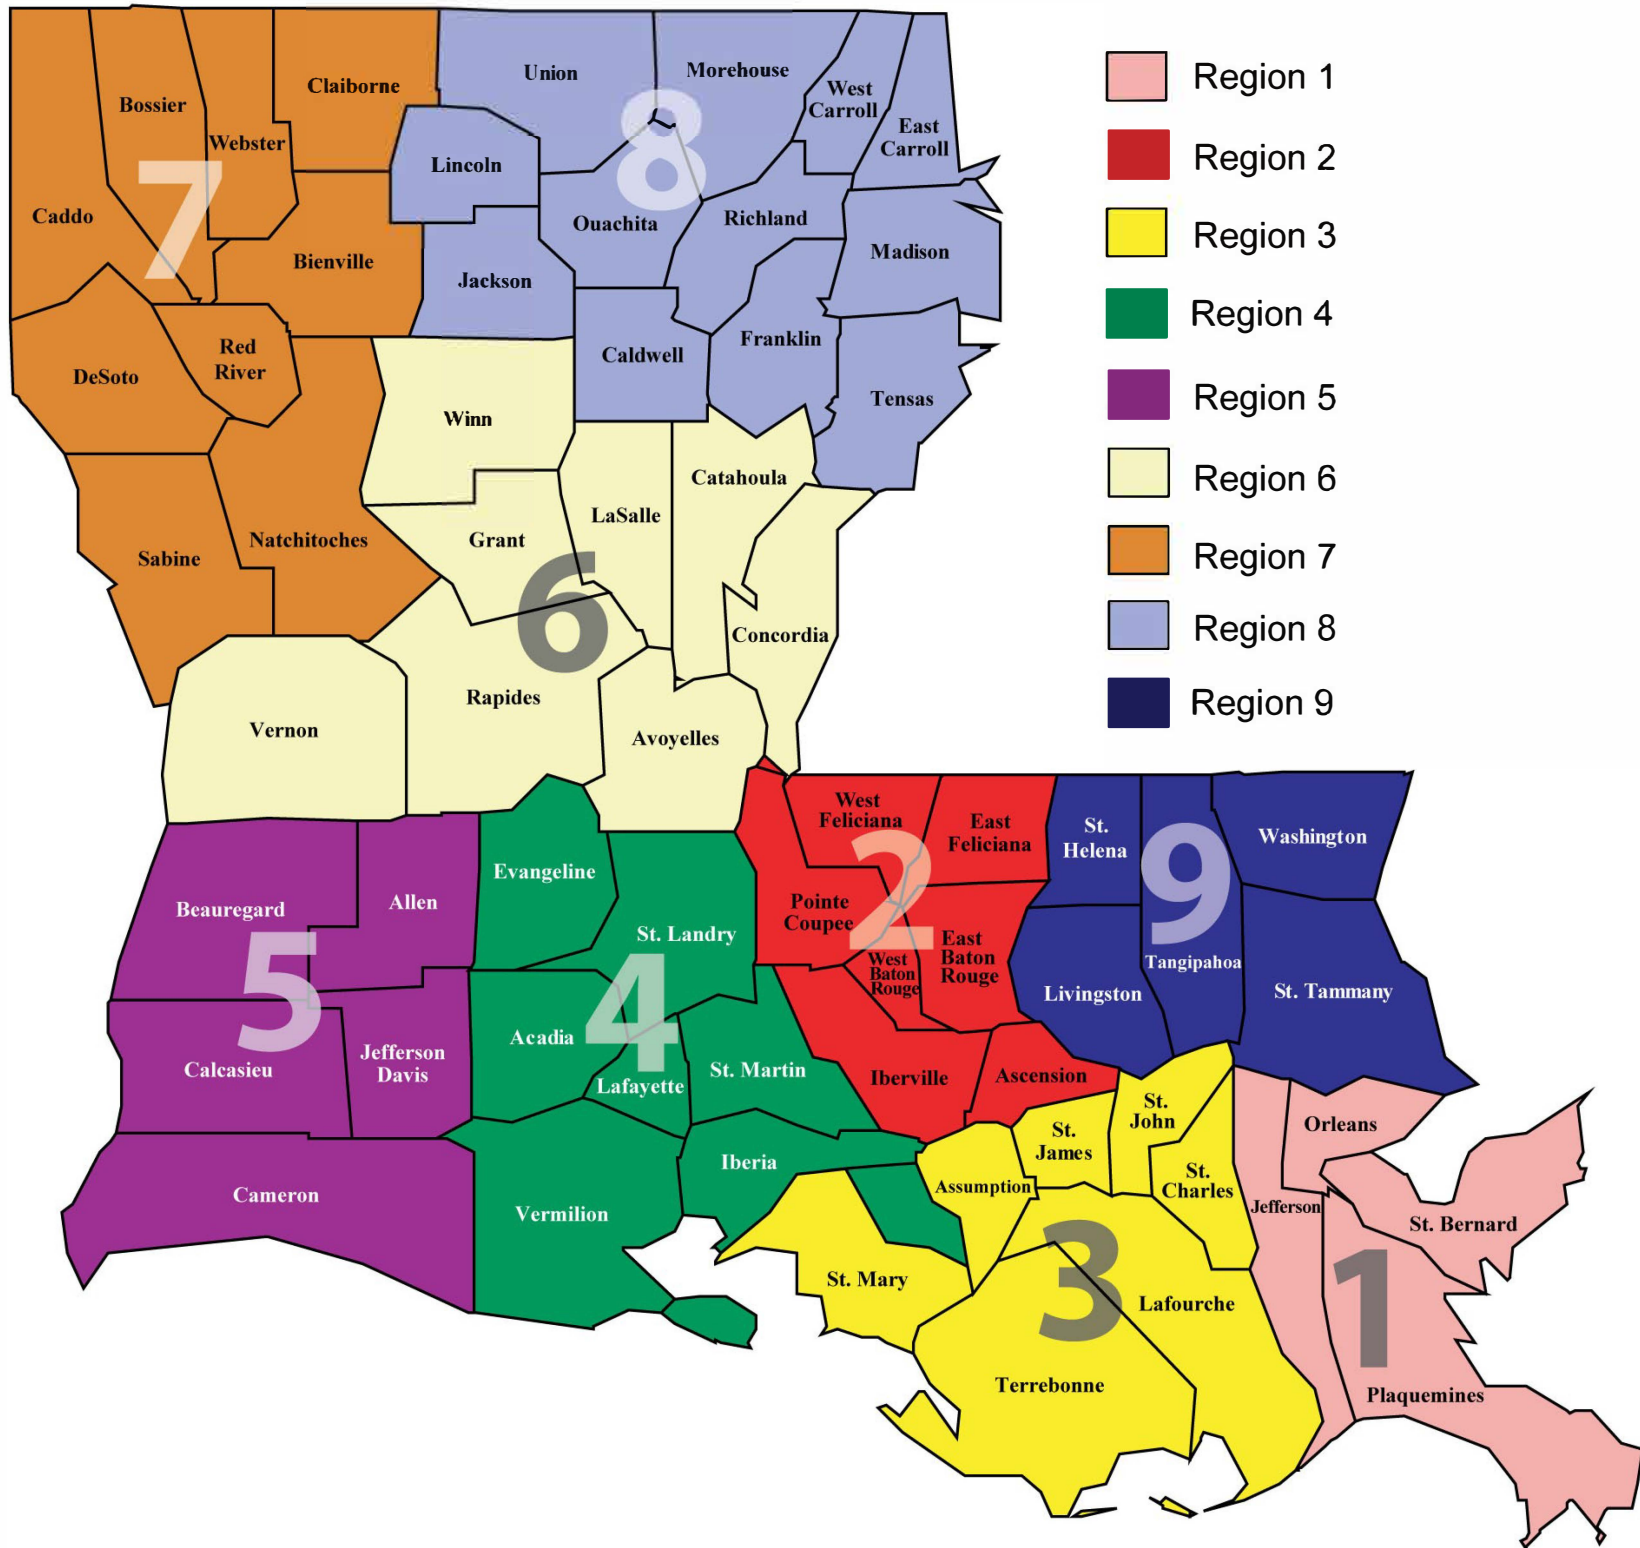 Union
Morehouse
Claiborne
Bossier
West
Carroll
East
Carroll
Webster
8
Lincoln
7
Caddo
Ouachita
Richland
Madison
Bienville
Jackson
Franklin
Caldwell
Red
River
DeSoto
Tensas
Winn
Catahoula
LaSalle
Grant
Natchitoches
Sabine
6
Concordia
Rapides
Vernon
Avoyelles
Region 1
Region 2
Region 3
Region 4
Region 5
Region 6
Region 7
Region 8
Region 9
West
Feliciana
East
Feliciana
St.
Helena
Washington
9
2
Evangeline
Allen
Beauregard
Pointe
Coupee
St. Landry
East
Baton
Rouge
West
Baton
Rouge
Tangipahoa
Livingston
St. Tammany
5
4
Acadia
Jefferson
Davis
Calcasieu
Lafayette
St. Martin
Iberville
Ascension
St.
John
Orleans
St.
James
Iberia
St.
Charles
Assumption
Cameron
Vermilion
Jefferson
St. Bernard
St. Mary
3
1
Lafourche
Terrebonne
Plaquemines